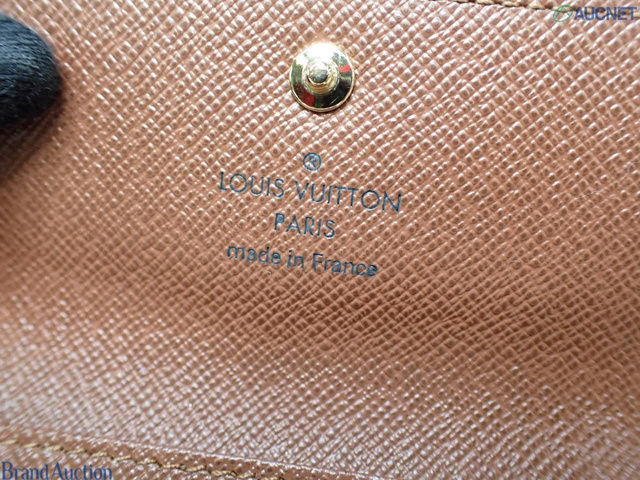 AUCNET
®
LOUIS VUITTON
PARIS
made in France
Brand Auction